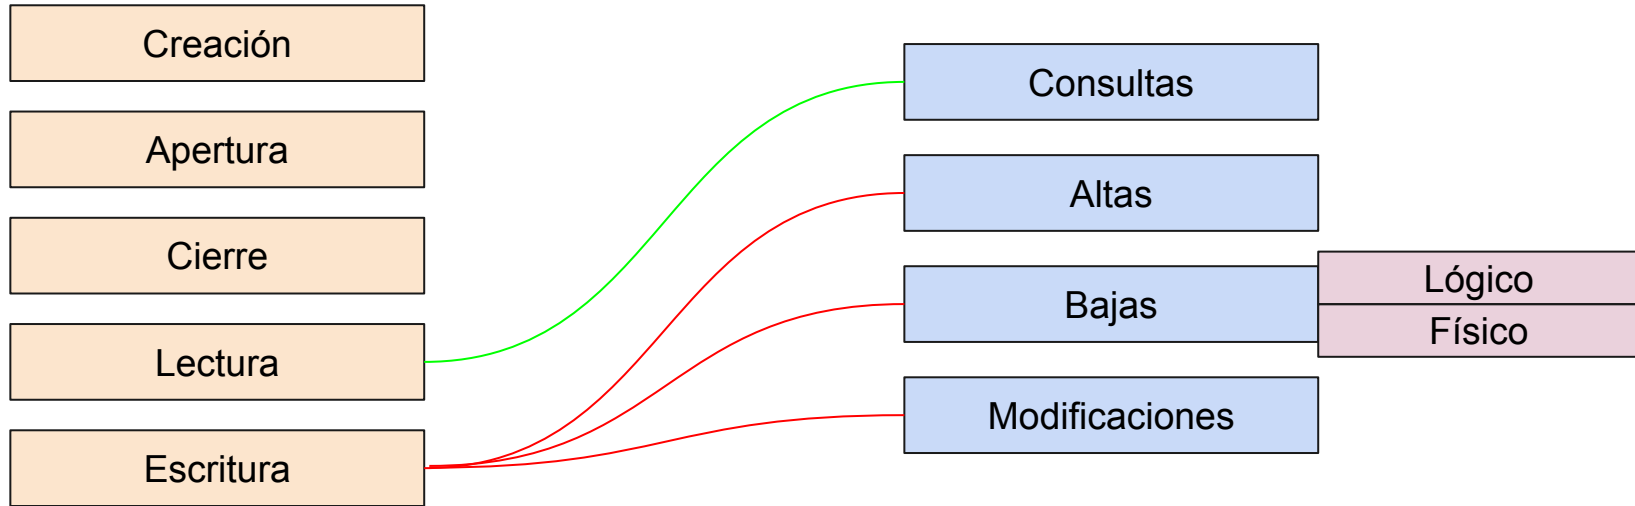 Creación
Apertura
Cierre
Lectura
Escritura
Consultas
Altas
Bajas
Lógico
Físico
Modificaciones